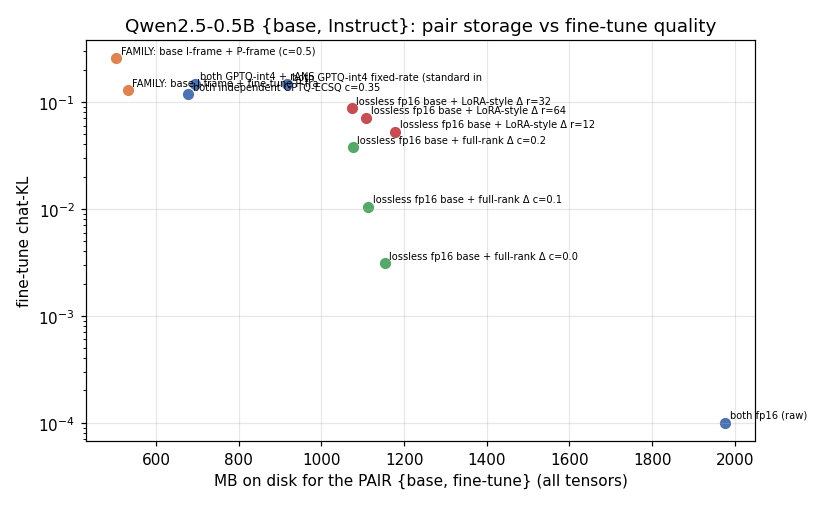 Qwen2.5-0.5B {base, Instruct}: pair storage vs fine-tune quality
FAMILY: base I-frame + P-frame (c=0.5)
both GPTQ-int4 + rANS
both GPTQ-int4 fixed-rate (standard in
FAMILY: base I-frame + fine-tune
both independent GPTQ-ECSQ c=0.35
lossless fp16 base + LoRA-style Δ r=32
lossless fp16 base + LoRA-style Δ r=64
lossless fp16 base + LoRA-style Δ r=12
lossless fp16 base + full-rank Δ c=0.2
lossless fp16 base + full-rank Δ c=0.1
lossless fp16 base + full-rank Δ c=0.0
both fp16 (raw)
10⁻¹
10⁻²
10⁻³
10⁻⁴
fine-tune chat-KL
600 800 1000 1200 1400 1600 1800 2000
MB on disk for the PAIR {base, fine-tune} (all tensors)